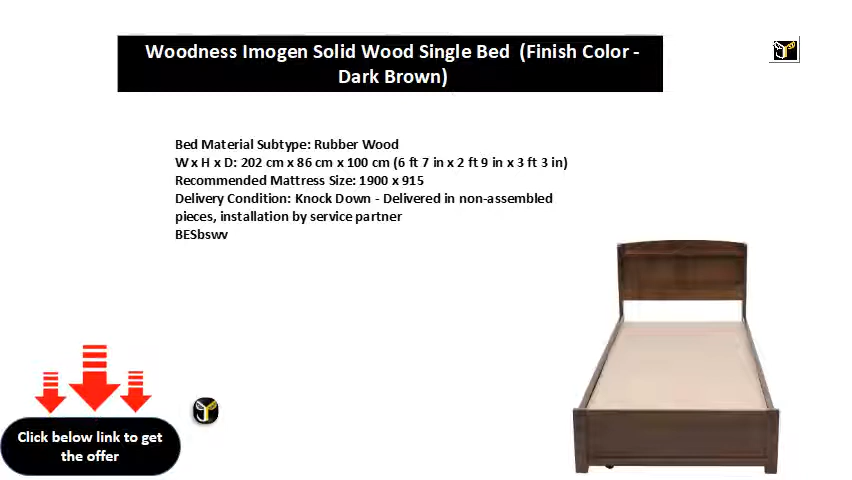 Woodness Imogen Solid Wood Single Bed (Finish Color -
Dark Brown)
Bed Material Subtype: Rubber Wood
W x H x D: 202 cm x 86 cm x 100 cm (6 ft 7 in x 2 ft 9 in x 3 ft 3 in)
Recommended Mattress Size: 1900 x 915
Delivery Condition: Knock Down - Delivered in non-assembled
pieces, installation by service partner
BESbswv
Click below link to get
the offer